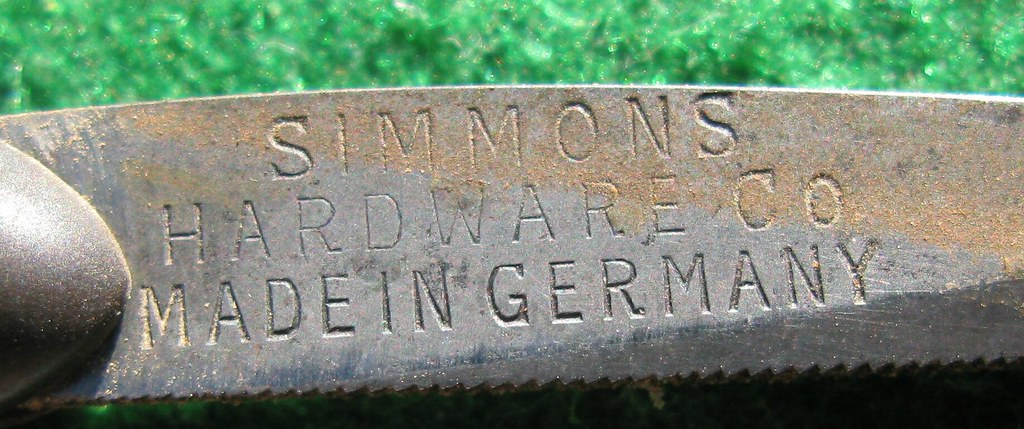 SIMMONS
HARDWARE CO
MADE IN GERMANY